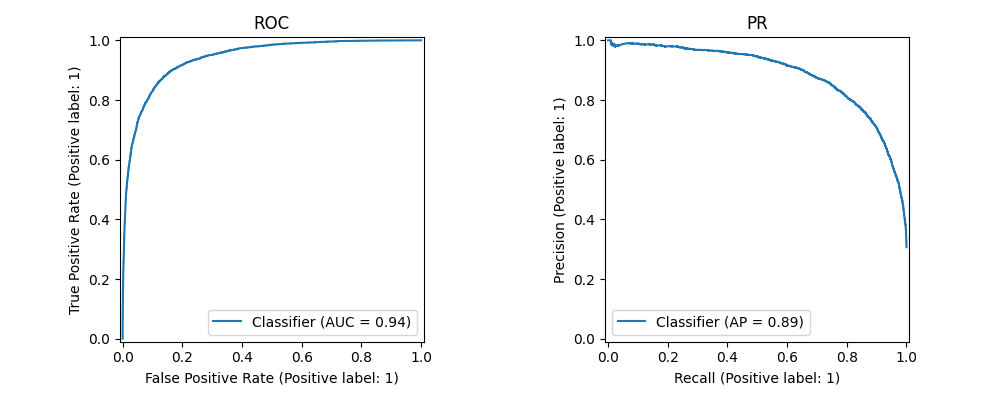 ROC
True Positive Rate (Positive label: 1)
1.0
0.8
0.6
0.4
0.2
0.0
0.0 0.2 0.4 0.6 0.8 1.0
False Positive Rate (Positive label: 1)
Classifier (AUC = 0.94)
PR
Precision (Positive label: 1)
1.0
0.8
0.6
0.4
0.2
0.0
0.0 0.2 0.4 0.6 0.8 1.0
Recall (Positive label: 1)
Classifier (AP = 0.89)